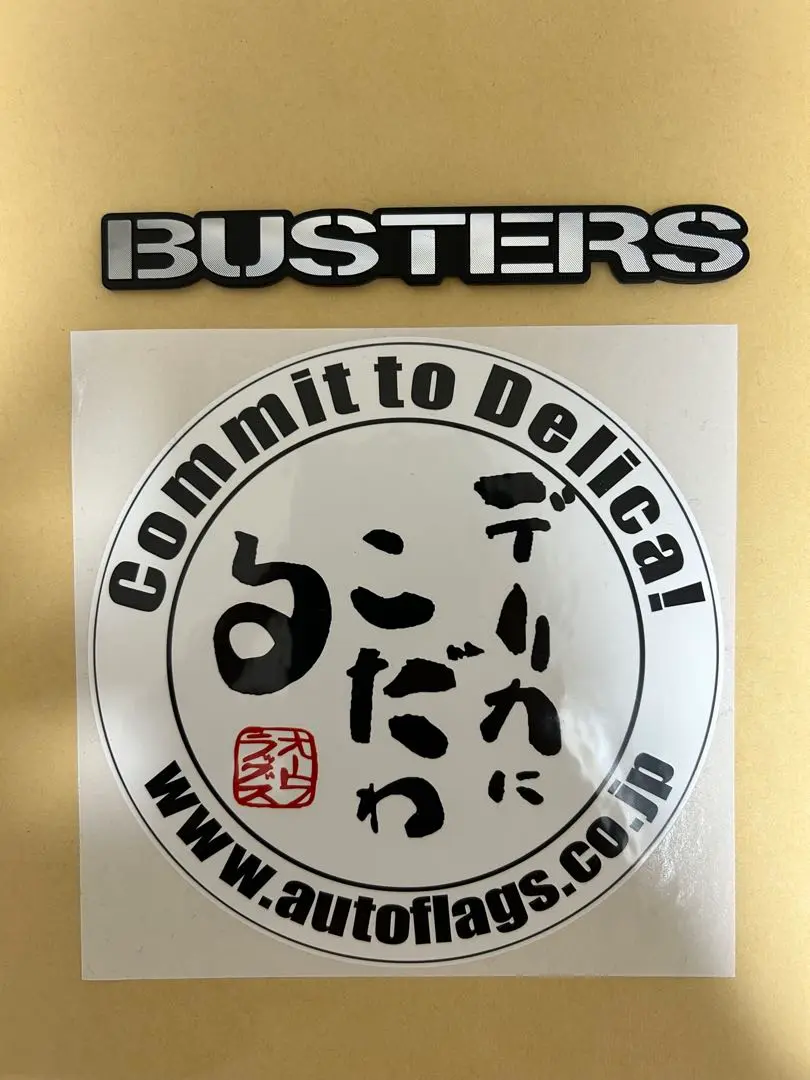 BUSTERS
Commit to Delica!
デリカに
こだわ
る
オート
フラッグス
www.autoflags.co.jp